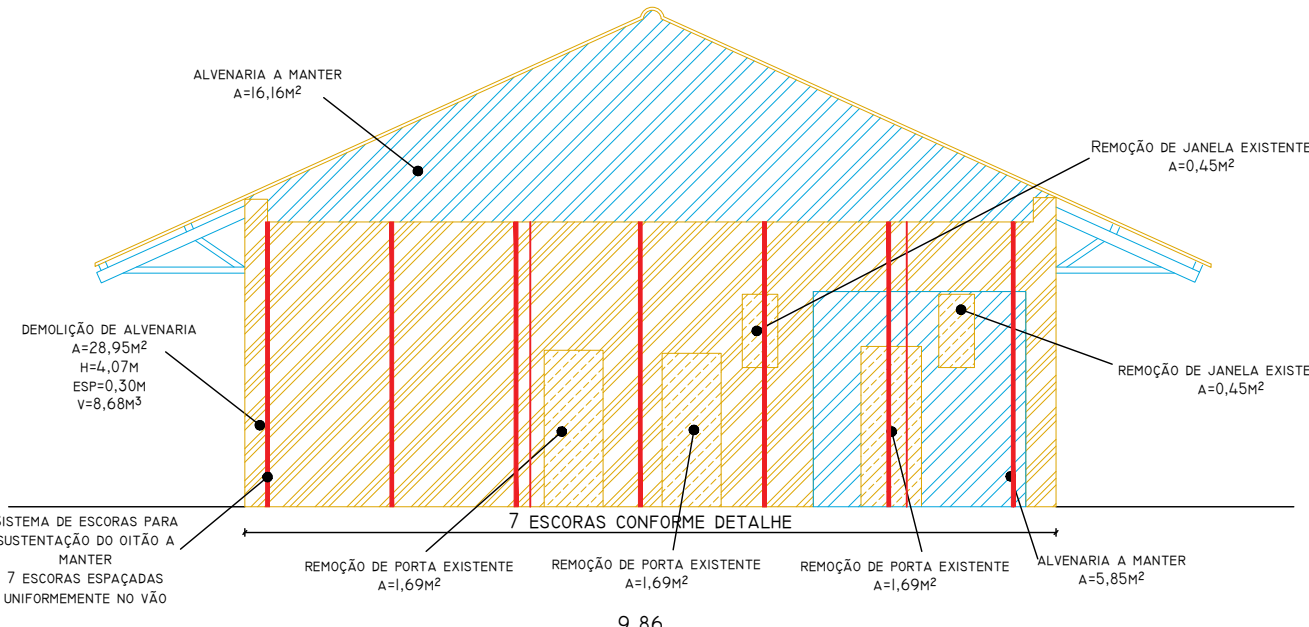 ALVENARIA A MANTER
A=16,16M²
REMOÇÃO DE JANELA EXISTENTE
A=0,45M²
DEMOLIÇÃO DE ALVENARIA
A=28,95M²
H=4,07M
ESP=0,30M
V=8,68M³
REMOÇÃO DE JANELA EXISTE
A=0,45M²
SISTEMA DE ESCORAS PARA
SUSTENTAÇÃO DO OITÃO A
MANTER
7 ESCORAS ESPAÇADAS
UNIFORMEMENTE NO VÃO
7 ESCORAS CONFORME DETALHE
REMOÇÃO DE PORTA EXISTENTE
A=1,69M²
REMOÇÃO DE PORTA EXISTENTE
A=1,69M²
REMOÇÃO DE PORTA EXISTENTE
A=1,69M²
ALVENARIA A MANTER
A=5,85M²
9,86